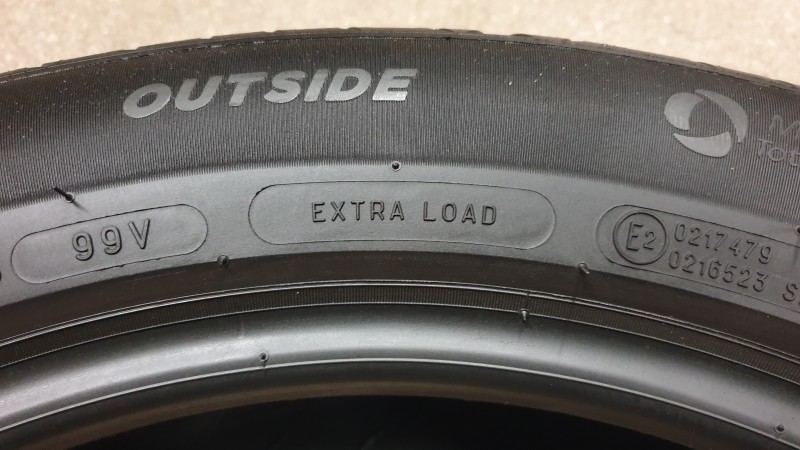 OUTSIDE
99V
EXTRA LOAD
E2
0217479
0216523 S